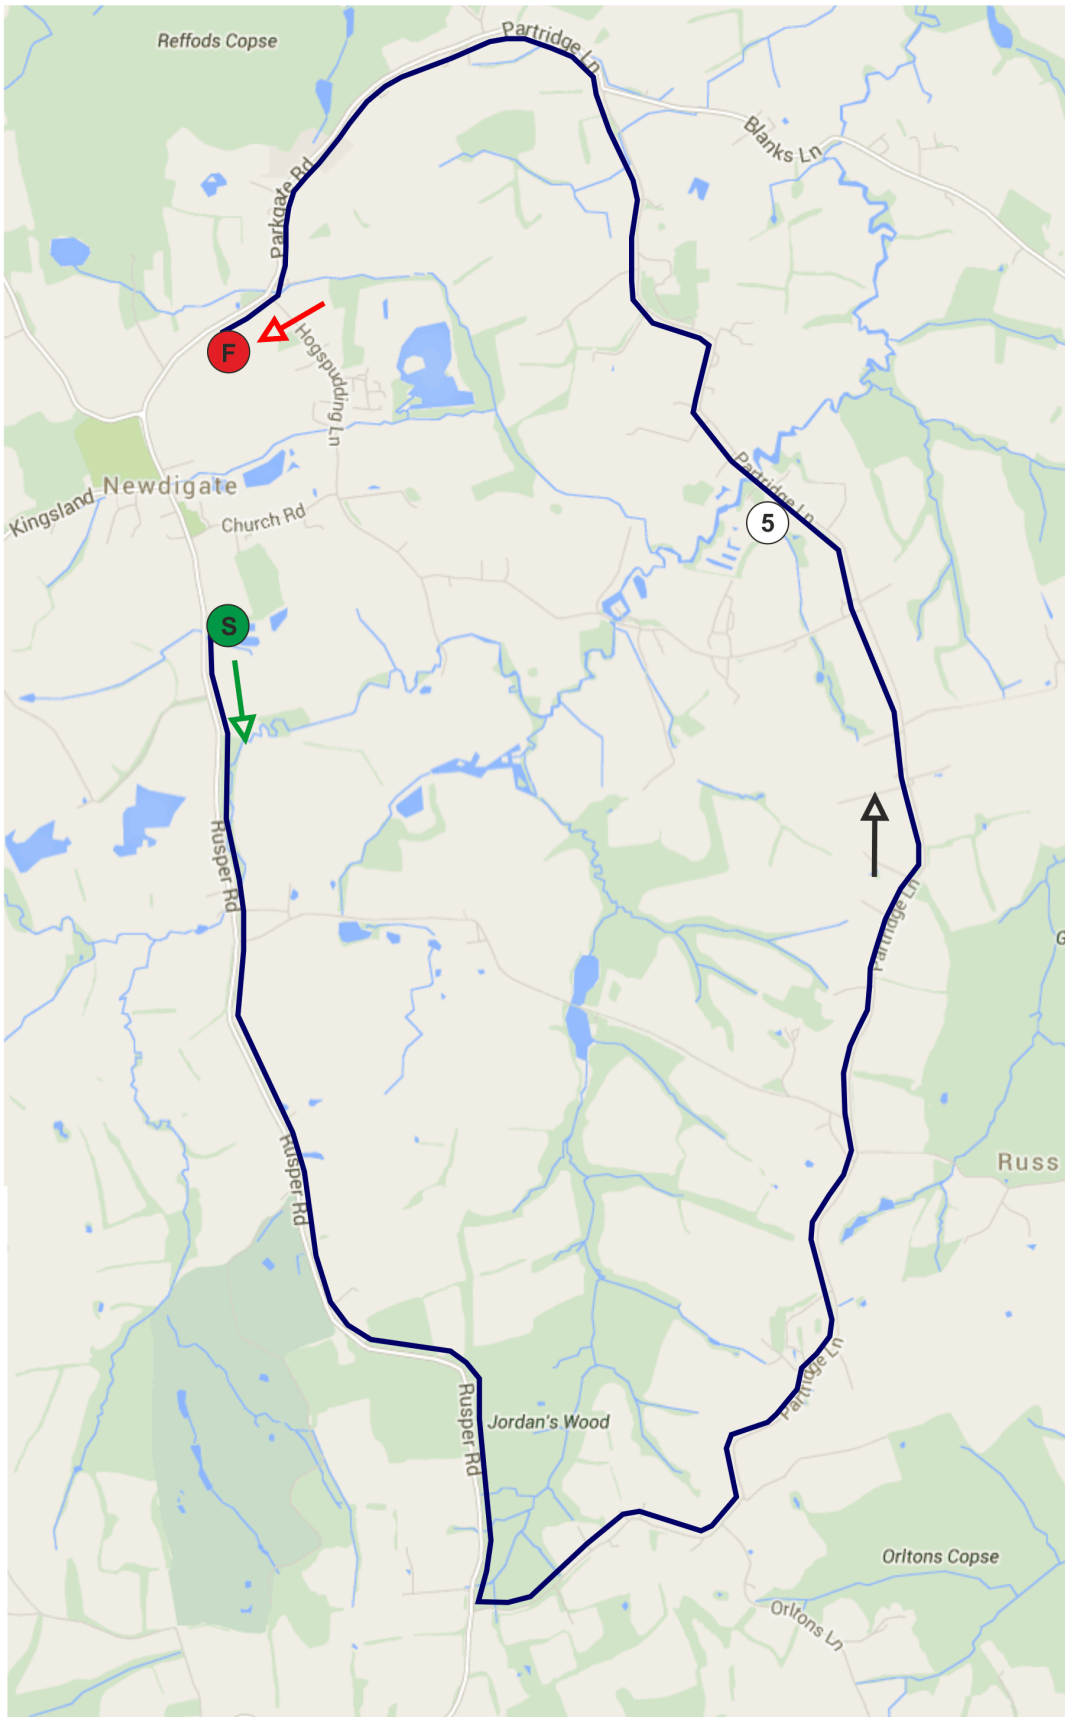 Reffods Copse
Partridge Ln
Blanks Ln
Parkgate Rd
F
Hogspudding Ln
Newdigate
Kingsland
Church Rd
Partridge Ln
5
S
Rusper Rd
Partridge Ln
G
Rusper Rd
Russ
Partridge Ln
Rusper Rd
Jordan's Wood
Orltons Copse
Orltons Ln